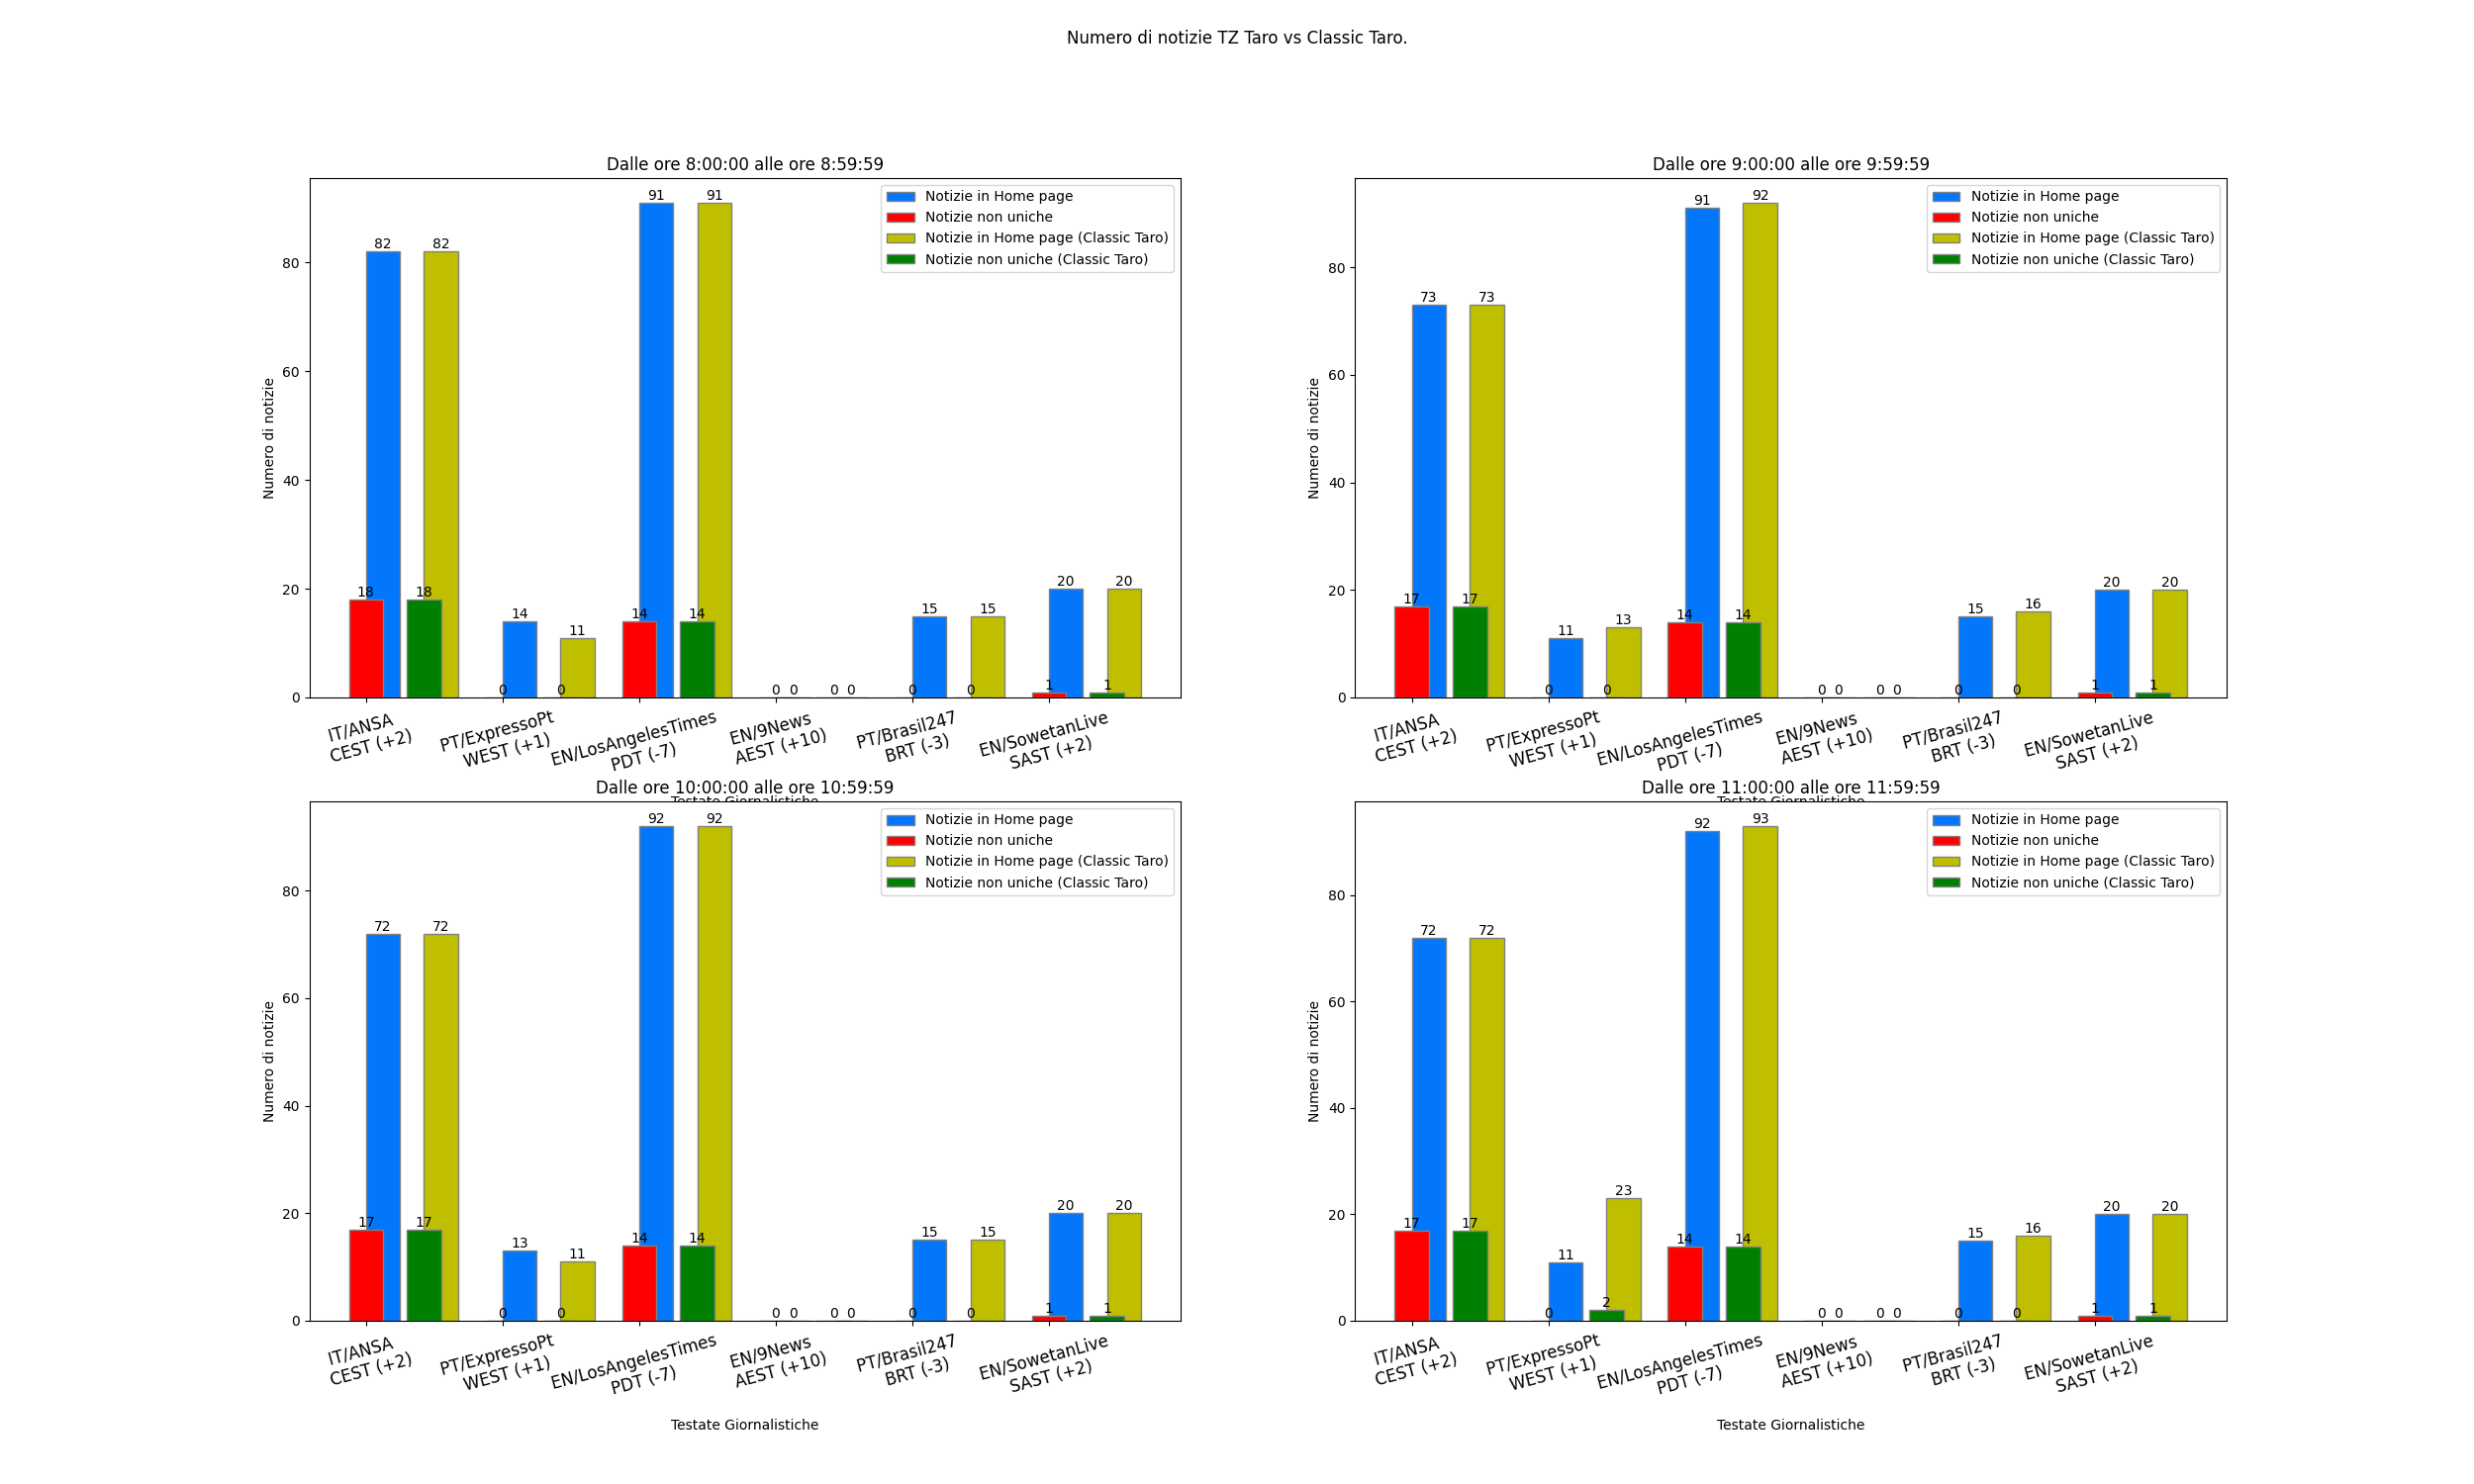 Numero di notizie TZ Taro vs Classic Taro.
Dalle ore 8:00:00 alle ore 8:59:59
Numero di notizie
80
60
40
20
0
Notizie in Home page
Notizie non uniche
Notizie in Home page (Classic Taro)
Notizie non uniche (Classic Taro)
82
82
18
18
14
0
11
0
91
91
14
14
0 0 0 0
15
0
15
0
20
20
1
1
IT/ANSA
CEST (+2)
PT/ExpressoPt
WEST (+1)
EN/LosAngelesTimes
PDT (-7)
EN/9News
AEST (+10)
PT/Brasil247
BRT (-3)
EN/SowetanLive
SAST (+2)
Testate Giornalistiche
Dalle ore 9:00:00 alle ore 9:59:59
Numero di notizie
80
60
40
20
0
Notizie in Home page
Notizie non uniche
Notizie in Home page (Classic Taro)
Notizie non uniche (Classic Taro)
73
73
17
17
11
0
13
0
91
92
14
14
0 0 0 0
15
0
16
0
20
20
1
1
IT/ANSA
CEST (+2)
PT/ExpressoPt
WEST (+1)
EN/LosAngelesTimes
PDT (-7)
EN/9News
AEST (+10)
PT/Brasil247
BRT (-3)
EN/SowetanLive
SAST (+2)
Testate Giornalistiche
Dalle ore 10:00:00 alle ore 10:59:59
Numero di notizie
80
60
40
20
0
Notizie in Home page
Notizie non uniche
Notizie in Home page (Classic Taro)
Notizie non uniche (Classic Taro)
72
72
17
17
13
0
11
0
92
92
14
14
0 0 0 0
15
0
15
0
20
20
1
1
IT/ANSA
CEST (+2)
PT/ExpressoPt
WEST (+1)
EN/LosAngelesTimes
PDT (-7)
EN/9News
AEST (+10)
PT/Brasil247
BRT (-3)
EN/SowetanLive
SAST (+2)
Testate Giornalistiche
Dalle ore 11:00:00 alle ore 11:59:59
Numero di notizie
80
60
40
20
0
Notizie in Home page
Notizie non uniche
Notizie in Home page (Classic Taro)
Notizie non uniche (Classic Taro)
72
72
17
17
11
0
23
2
92
93
14
14
0 0 0 0
15
0
16
0
20
20
1
1
IT/ANSA
CEST (+2)
PT/ExpressoPt
WEST (+1)
EN/LosAngelesTimes
PDT (-7)
EN/9News
AEST (+10)
PT/Brasil247
BRT (-3)
EN/SowetanLive
SAST (+2)
Testate Giornalistiche